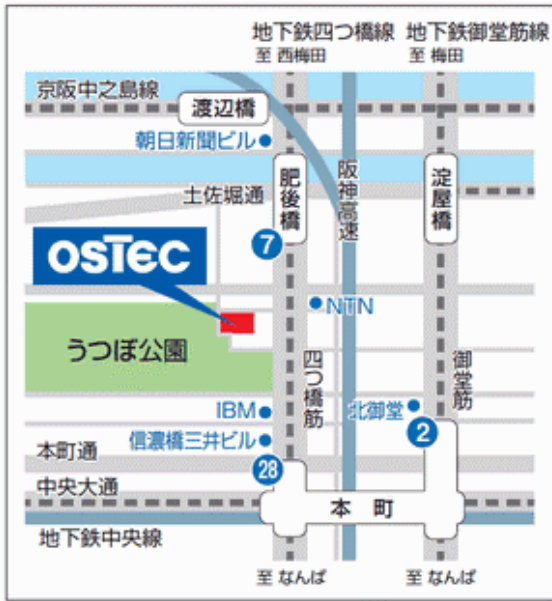 地下鉄四つ橋線 地下鉄御堂筋線
至 西梅田 至 梅田
京阪中之島線
渡辺橋
朝日新聞ビル
土佐堀通
肥後橋
阪神高速
淀屋橋
7
OSTEC
NTN
うつぼ公園
四つ橋筋
御堂筋
IBM
北御堂
2
信濃橋三井ビル
本町通
28
中央大通
本町
地下鉄中央線
至 なんば 至 なんば